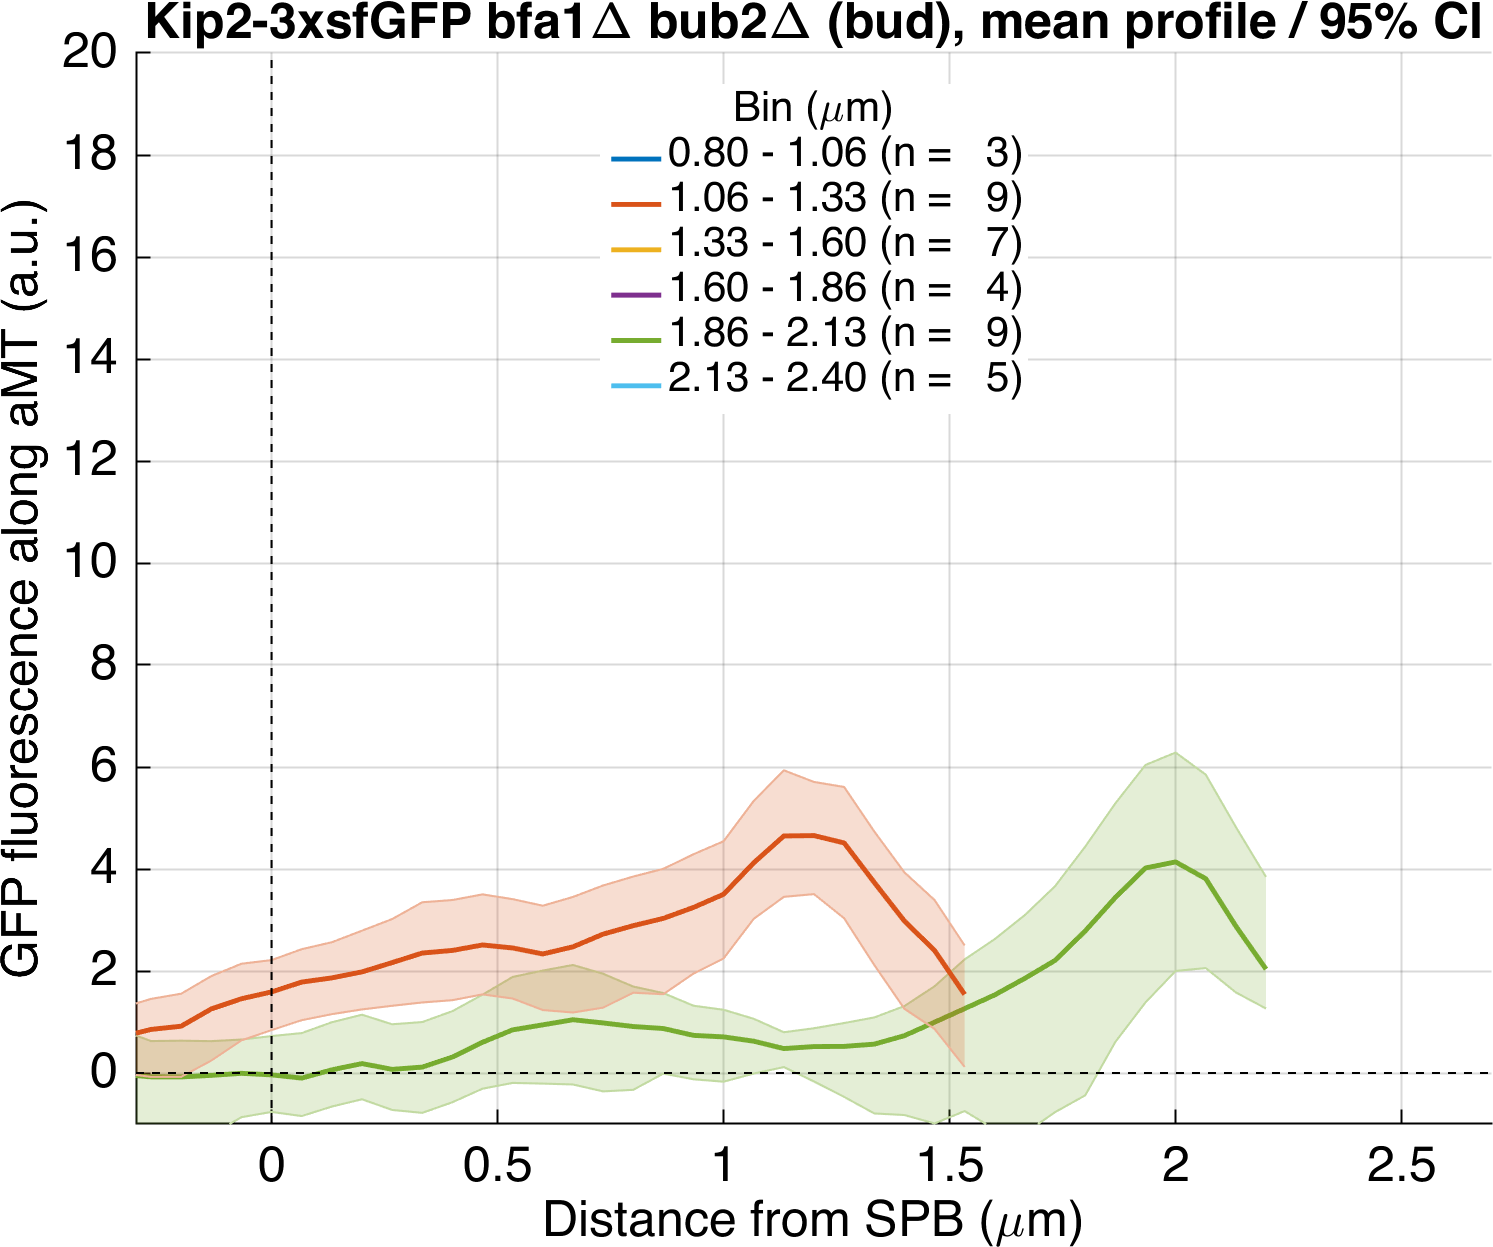 Kip2-3xsfGFP bfa1Δ bub2Δ (bud), mean profile / 95% CI
GFP fluorescence along aMT (a.u.)
20
18
16
14
12
10
8
6
4
2
0
Bin (μm)
0.80 - 1.06 (n = 3)
1.06 - 1.33 (n = 9)
1.33 - 1.60 (n = 7)
1.60 - 1.86 (n = 4)
1.86 - 2.13 (n = 9)
2.13 - 2.40 (n = 5)
0 0.5 1 1.5 2 2.5
Distance from SPB (μm)